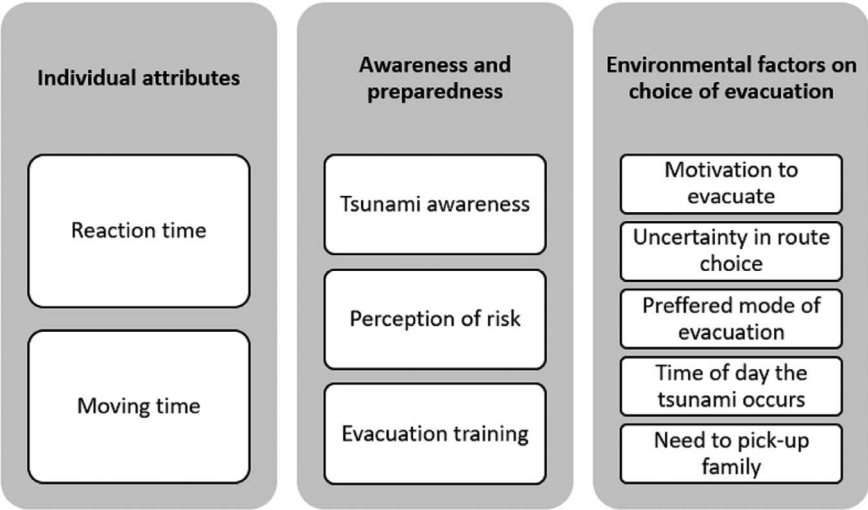 Individual attributes
Reaction time
Moving time
Awareness and
preparedness
Tsunami awareness
Perception of risk
Evacuation training
Environmental factors on
choice of evacuation
Motivation to
evacuate
Uncertainty in route
choice
Preffered mode of
evacuation
Time of day the
tsunami occurs
Need to pick-up
family